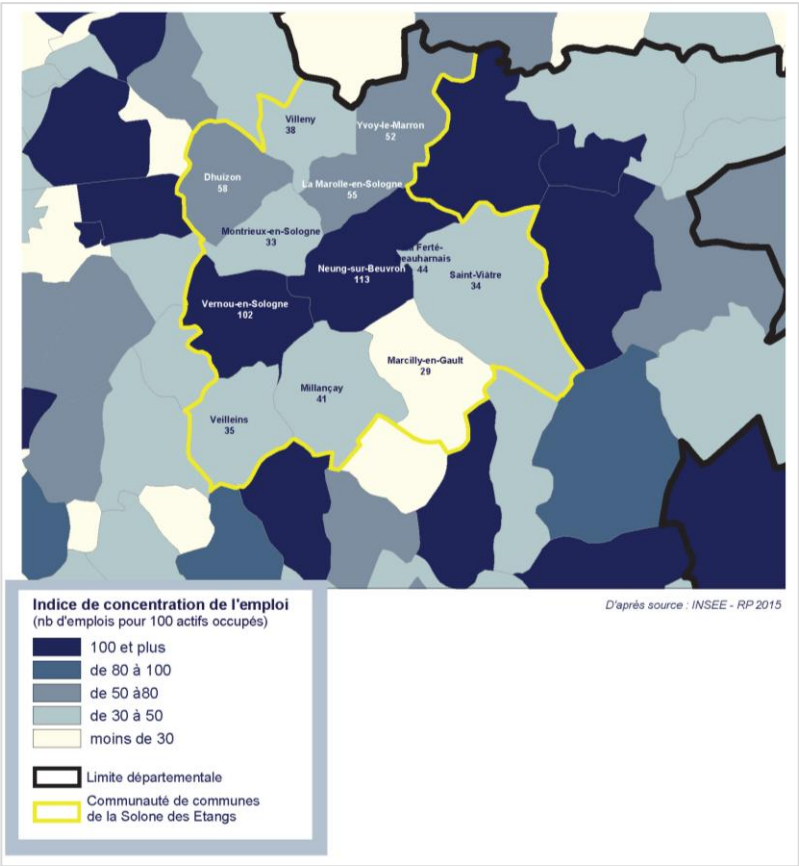 Villeny
38
Yvoy-le-Marron
52
Dhuizon
58
La Marolle-en-Sologne
55
Montrieux-en-Sologne
33
Ferté-
eauharnais
44
Neung-sur-Beuvron
113
Saint-Viâtre
34
Vernou-en-Sologne
102
Marcilly-en-Gault
29
Millançay
41
Veilleins
35
D'après source : INSEE - RP 2015
Indice de concentration de l'emploi
(nb d'emplois pour 100 actifs occupés)
100 et plus
de 80 à 100
de 50 à80
de 30 à 50
moins de 30
Limite départementale
Communauté de communes
de la Solone des Etangs